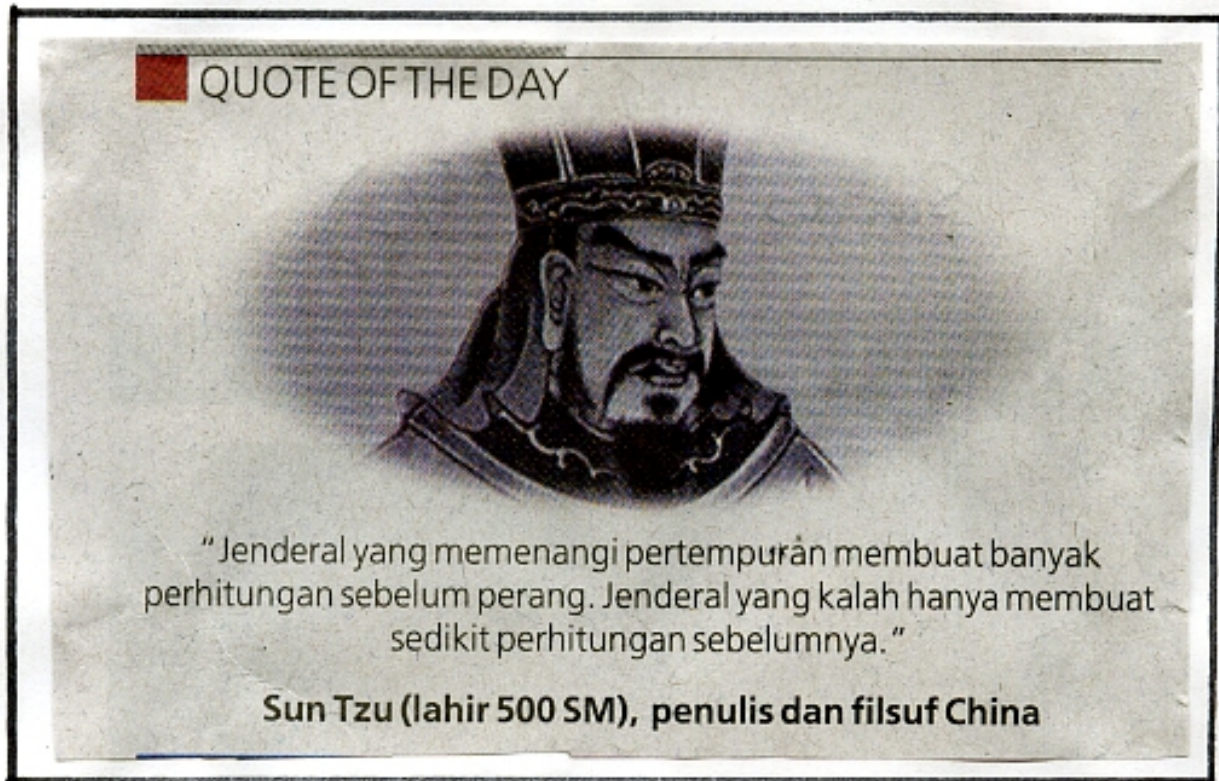 QUOTE OF THE DAY
“Jenderal yang memenangi pertempuran membuat banyak
perhitungan sebelum perang. Jenderal yang kalah hanya membuat
sedikit perhitungan sebelumnya.”
Sun Tzu (lahir 500 SM), penulis dan filsuf China